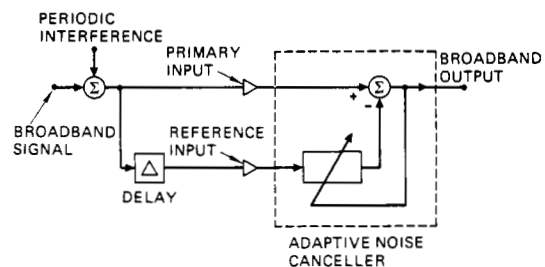 PERIODIC
INTERFERENCE
PRIMARY
INPUT
BROADBAND
OUTPUT
Σ
Σ
+
-
BROADBAND
SIGNAL
REFERENCE
INPUT
Δ
DELAY
ADAPTIVE NOISE
CANCELLER